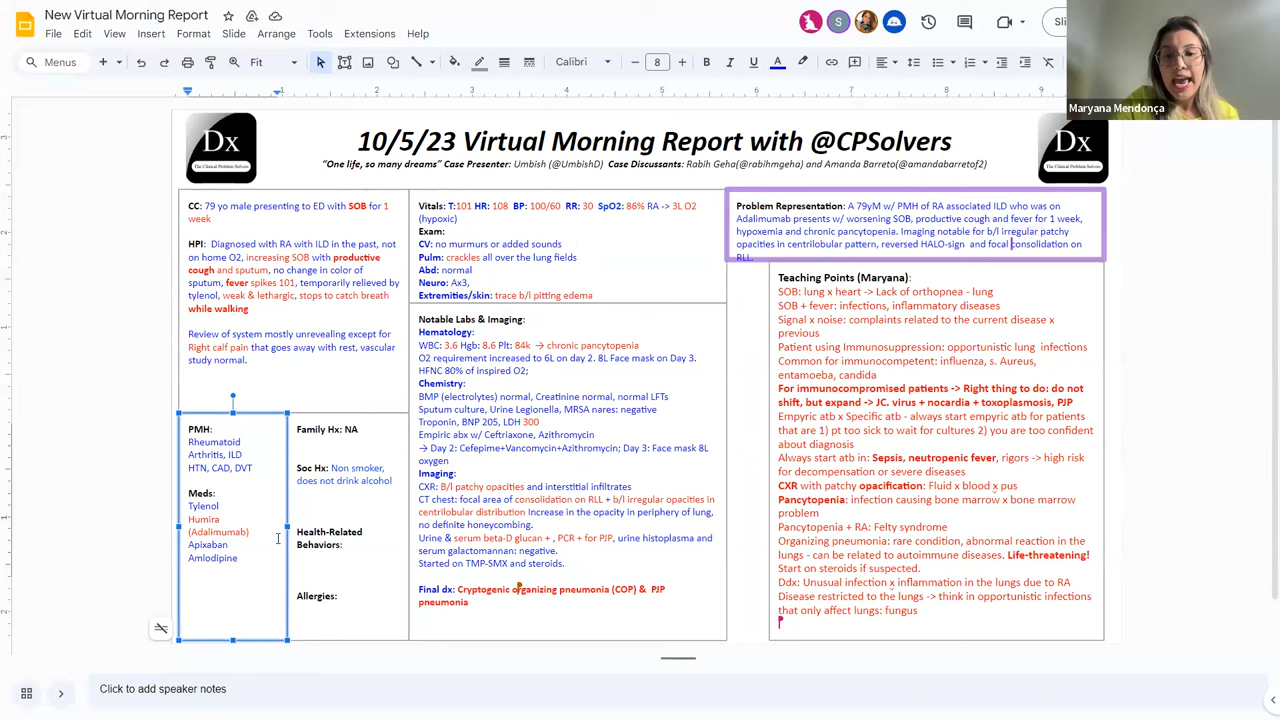 New Virtual Morning Report
File Edit View Insert Format Slide Arrange Tools Extensions Help
S
Menus
Fit
Calibri
8
B I U A
Maryana Mendonça
1 2 3 4 5 6 7 8 9
Dx
The Clinical Problem Solvers
10/5/23 Virtual Morning Report with @CPSolvers
"One life, so many dreams" Case Presenter: Umbish (@UmbishD) Case Discussants: Rabih Geha(@rabihmgeha) and Amanda Barreto(@amandabarretof2)
Dx
The Clinical Problem Solvers
CC: 79 yo male presenting to ED with SOB for 1
week
HPI: Diagnosed with RA with ILD in the past, not
on home O2, increasing SOB with productive
cough and sputum, no change in color of
sputum, fever spikes 101, temporarily relieved by
tylenol, weak & lethargic, stops to catch breath
while walking
Review of system mostly unrevealing except for
Right calf pain that goes away with rest, vascular
study normal.
PMH:
Rheumatoid
Arthritis, ILD
HTN, CAD, DVT
Meds:
Tylenol
Humira
(Adalimumab)
Apixaban
Amlodipine
Family Hx: NA
Soc Hx: Non smoker,
does not drink alcohol
Health-Related
Behaviors:
Allergies:
Vitals: T:101 HR: 108 BP: 100/60 RR: 30 SpO2: 86% RA -> 3L O2
(hypoxic)
Exam:
CV: no murmurs or added sounds
Pulm: crackles all over the lung fields
Abd: normal
Neuro: Ax3,
Extremities/skin: trace b/l pitting edema
Notable Labs & Imaging:
Hematology:
WBC: 3.6 Hgb: 8.6 Plt: 84k → chronic pancytopenia
O2 requirement increased to 6L on day 2. 8L Face mask on Day 3.
HFNC 80% of inspired O2;
Chemistry:
BMP (electrolytes) normal, Creatinine normal, normal LFTs
Sputum culture, Urine Legionella, MRSA nares: negative
Troponin, BNP 205, LDH 300
Empiric abx w/ Ceftriaxone, Azithromycin
→ Day 2: Cefepime+Vancomycin+Azithromycin; Day 3: Face mask 8L
oxygen
Imaging:
CXR: B/l patchy opacities and interstitial infiltrates
CT chest: focal area of consolidation on RLL + b/l irregular opacities in
centrilobular distribution Increase in the opacity in periphery of lung,
no definite honeycombing.
Urine & serum beta-D glucan + , PCR + for PJP, urine histoplasma and
serum galactomannan: negative.
Started on TMP-SMX and steroids.
Final dx: Cryptogenic organizing pneumonia (COP) & PJP
pneumonia
Problem Representation: A 79yM w/ PMH of RA associated ILD who was on
Adalimumab presents w/ worsening SOB, productive cough and fever for 1 week,
hypoxemia and chronic pancytopenia. Imaging notable for b/l irregular patchy
opacities in centrilobular pattern, reversed HALO-sign and focal consolidation on
RLL.
Teaching Points (Maryana):
SOB: lung x heart -> Lack of orthopnea - lung
SOB + fever: infections, inflammatory diseases
Signal x noise: complaints related to the current disease x
previous
Patient using Immunosuppression: opportunistic lung infections
Common for immunocompetent: influenza, s. Aureus,
entamoeba, candida
For immunocompromised patients -> Right thing to do: do not
shift, but expand -> JC. virus + nocardia + toxoplasmosis, PJP
Empyric atb x Specific atb - always start empyric atb for patients
that are 1) pt too sick to wait for cultures 2) you are too confident
about diagnosis
Always start atb in: Sepsis, neutropenic fever, rigors -> high risk
for decompensation or severe diseases
CXR with patchy opacification: Fluid x blood x pus
Pancytopenia: infection causing bone marrow x bone marrow
problem
Pancytopenia + RA: Felty syndrome
Organizing pneumonia: rare condition, abnormal reaction in the
lungs - can be related to autoimmune diseases. Life-threatening!
Start on steroids if suspected.
Ddx: Unusual infection x inflammation in the lungs due to RA
Disease restricted to the lungs -> think in opportunistic infections
that only affect lungs: fungus
Click to add speaker notes